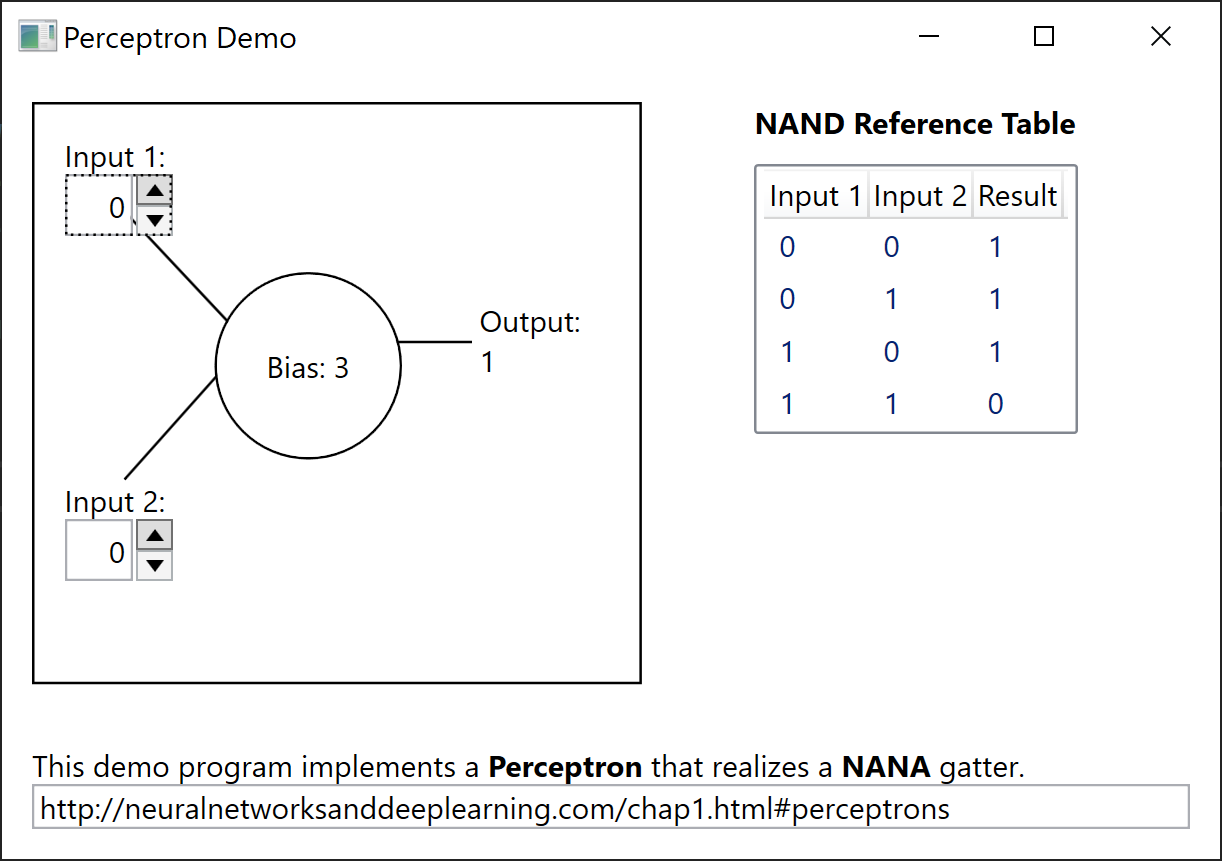 Perceptron Demo
Input 1:
0
Bias: 3
Output:
1
Input 2:
0
NAND Reference Table
Input 1 Input 2 Result
0 0 1
0 1 1
1 0 1
1 1 0
This demo program implements a Perceptron that realizes a NANA gatter.
http://neuralnetworksanddeeplearning.com/chap1.html#perceptrons